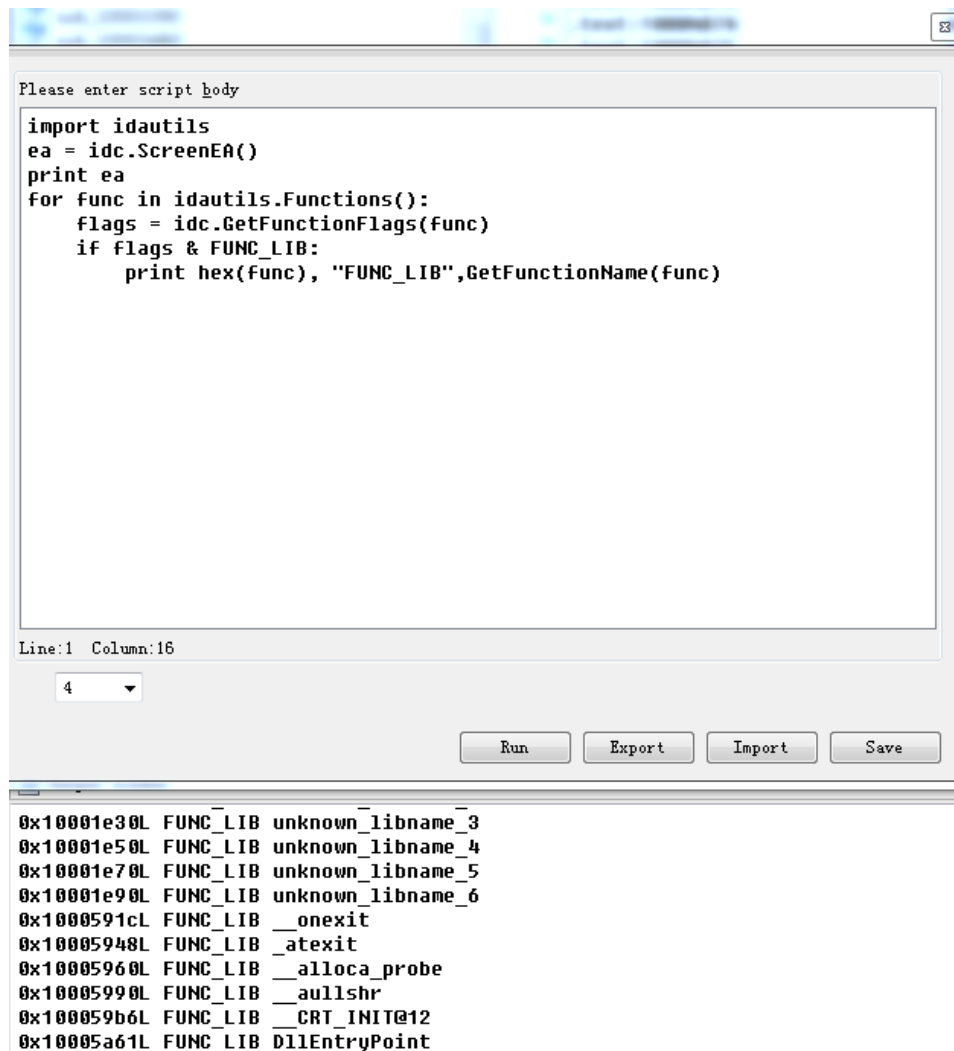 Please enter script body
import idautils
ea = idc.ScreenEA()
print ea
for func in idautils.Functions():
    flags = idc.GetFunctionFlags(func)
    if flags & FUNC_LIB:
        print hex(func), "FUNC_LIB",GetFunctionName(func)
Line:1 Column:16
4
Run Export Import Save
0x10001e30L FUNC_LIB unknown_libname_3
0x10001e50L FUNC_LIB unknown_libname_4
0x10001e70L FUNC_LIB unknown_libname_5
0x10001e90L FUNC_LIB unknown_libname_6
0x1000591cL FUNC_LIB __onexit
0x10005948L FUNC_LIB _atexit
0x10005960L FUNC_LIB __alloca_probe
0x10005990L FUNC_LIB __aullshr
0x100059b6L FUNC_LIB __CRT_INIT@12
0x10005a61L FUNC_LIB DllEntryPoint